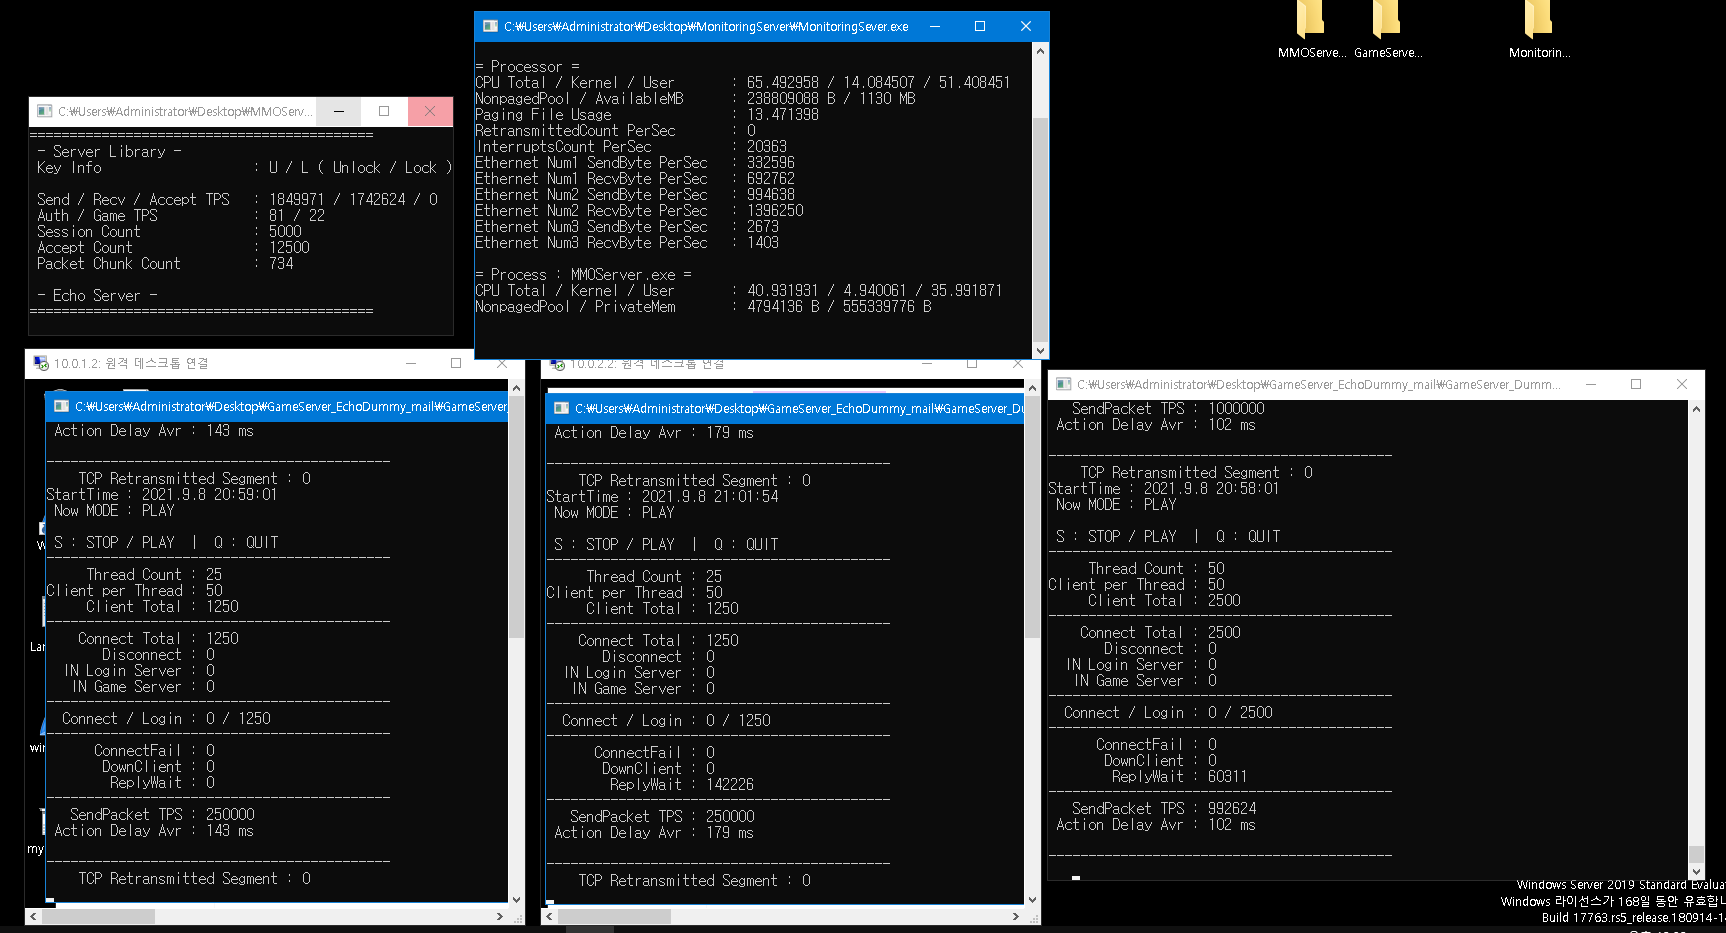 MMOServe...
GameServe...
Monitorin...
C:₩Users₩Administrator₩Desktop₩MonitoringServer₩MonitoringSever.exe
= Processor =
CPU Total / Kernel / User : 65.492958 / 14.084507 / 51.408451
NonpagedPool / AvailableMB : 238809088 B / 1130 MB
Paging File Usage : 13.471398
RetransmittedCount PerSec : 0
InterruptsCount PerSec : 20363
Ethernet Num1 SendByte PerSec : 332596
Ethernet Num1 RecvByte PerSec : 692762
Ethernet Num2 SendByte PerSec : 994638
Ethernet Num2 RecvByte PerSec : 1396250
Ethernet Num3 SendByte PerSec : 2673
Ethernet Num3 RecvByte PerSec : 1403
= Process : MMOServer.exe =
CPU Total / Kernel / User : 40.931931 / 4.940061 / 35.991871
NonpagedPool / PrivateMem : 4794136 B / 555339776 B
C:₩Users₩Administrator₩Desktop₩MMOServ...
===========================================
- Server Library -
Key Info : U / L ( Unlock / Lock )
Send / Recv / Accept TPS : 1849971 / 1742624 / 0
Auth / Game TPS : 81 / 22
Session Count : 5000
Accept Count : 12500
Packet Chunk Count : 734
- Echo Server -
===========================================
10.0.1.2: 원격 데스크톱 연결
C:₩Users₩Administrator₩Desktop₩GameServer_EchoDummy_mail₩GameServer_
Action Delay Avr : 143 ms
-------------------------------------------
TCP Retransmitted Segment : 0
StartTime : 2021.9.8 20:59:01
Now MODE : PLAY
S : STOP / PLAY | Q : QUIT
-------------------------------------------
Thread Count : 25
Client per Thread : 50
Client Total : 1250
-------------------------------------------
Connect Total : 1250
Disconnect : 0
IN Login Server : 0
IN Game Server : 0
-------------------------------------------
Connect / Login : 0 / 1250
-------------------------------------------
ConnectFail : 0
DownClient : 0
ReplyWait : 0
-------------------------------------------
SendPacket TPS : 250000
Action Delay Avr : 143 ms
-------------------------------------------
TCP Retransmitted Segment : 0
10.0.2.2: 원격 데스크톱 연결
C:₩Users₩Administrator₩Desktop₩GameServer_EchoDummy_mail₩GameServer_Du
Action Delay Avr : 179 ms
-------------------------------------------
TCP Retransmitted Segment : 0
StartTime : 2021.9.8 21:01:54
Now MODE : PLAY
S : STOP / PLAY | Q : QUIT
-------------------------------------------
Thread Count : 25
Client per Thread : 50
Client Total : 1250
-------------------------------------------
Connect Total : 1250
Disconnect : 0
IN Login Server : 0
IN Game Server : 0
-------------------------------------------
Connect / Login : 0 / 1250
-------------------------------------------
ConnectFail : 0
DownClient : 0
ReplyWait : 142226
-------------------------------------------
SendPacket TPS : 250000
Action Delay Avr : 179 ms
-------------------------------------------
TCP Retransmitted Segment : 0
C:₩Users₩Administrator₩Desktop₩GameServer_EchoDummy_mail₩GameServer_Dumm...
SendPacket TPS : 1000000
Action Delay Avr : 102 ms
-------------------------------------------
TCP Retransmitted Segment : 0
StartTime : 2021.9.8 20:58:01
Now MODE : PLAY
S : STOP / PLAY | Q : QUIT
-------------------------------------------
Thread Count : 50
Client per Thread : 50
Client Total : 2500
-------------------------------------------
Connect Total : 2500
Disconnect : 0
IN Login Server : 0
IN Game Server : 0
-------------------------------------------
Connect / Login : 0 / 2500
-------------------------------------------
ConnectFail : 0
DownClient : 0
ReplyWait : 60311
-------------------------------------------
SendPacket TPS : 992624
Action Delay Avr : 102 ms
-------------------------------------------
Lar
win
my
Windows Server 2019 Standard Evaluat
Windows 라이선스가 168일 동안 유효합니
Build 17763.rs5_release.180914-14